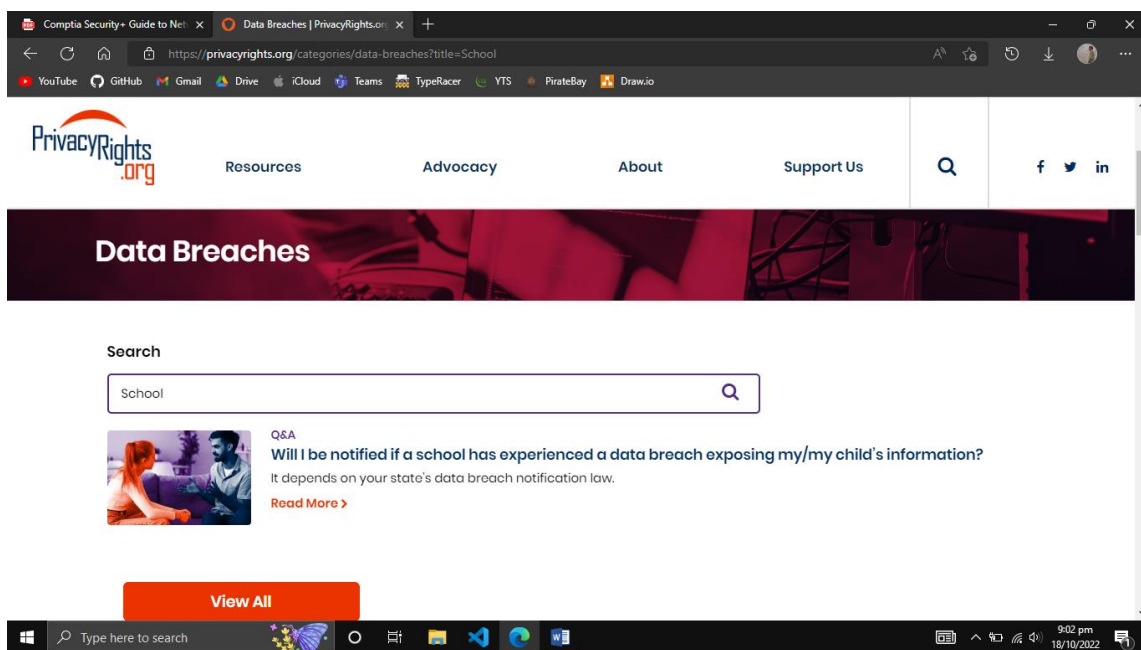 Comptia Security+ Guide to Net
Data Breaches | PrivacyRights.org
https://privacyrights.org/categories/data-breaches?title=School
YouTube GitHub Gmail Drive iCloud Teams TypeRacer YTS PirateBay Draw.io
PrivacyRights
.org
Resources Advocacy About Support Us
Data Breaches
Search
School
Q&A
Will I be notified if a school has experienced a data breach exposing my/my child's information?
It depends on your state's data breach notification law.
Read More >
View All
Type here to search
9:02 pm
18/10/2022